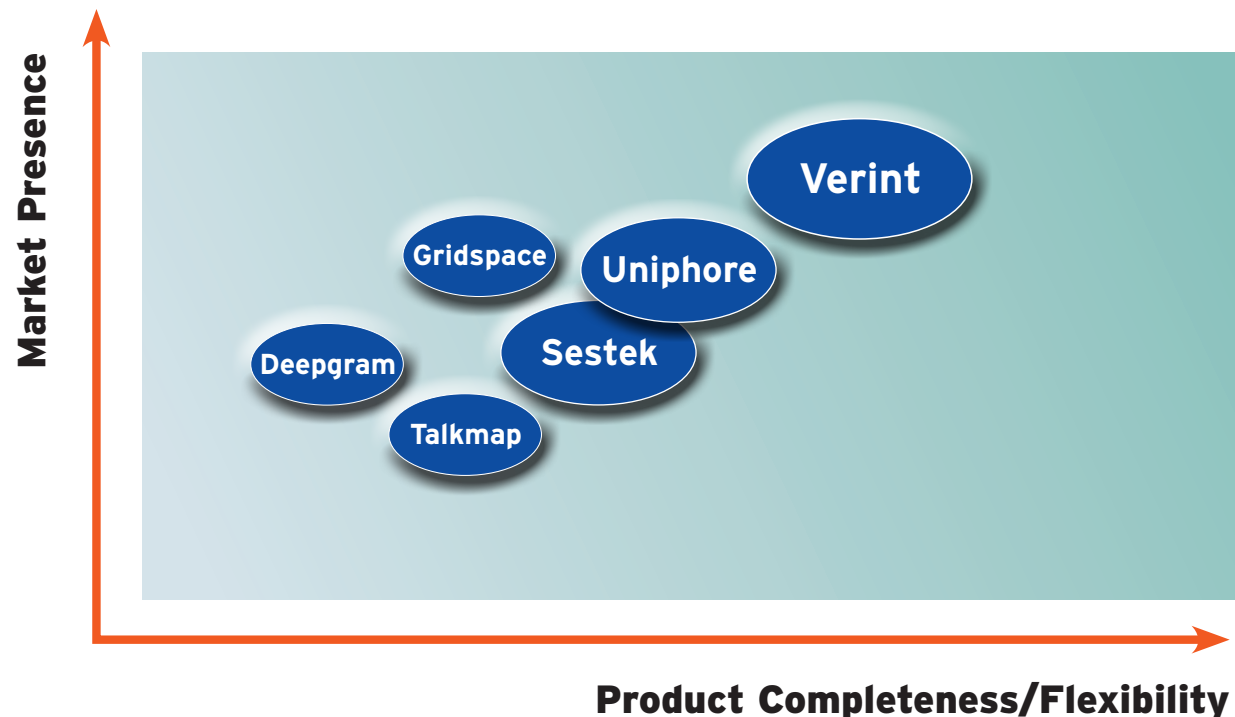 Market Presence
Verint
Gridspace
Uniphore
Sestek
Deepgram
Talkmap
Product Completeness/Flexibility